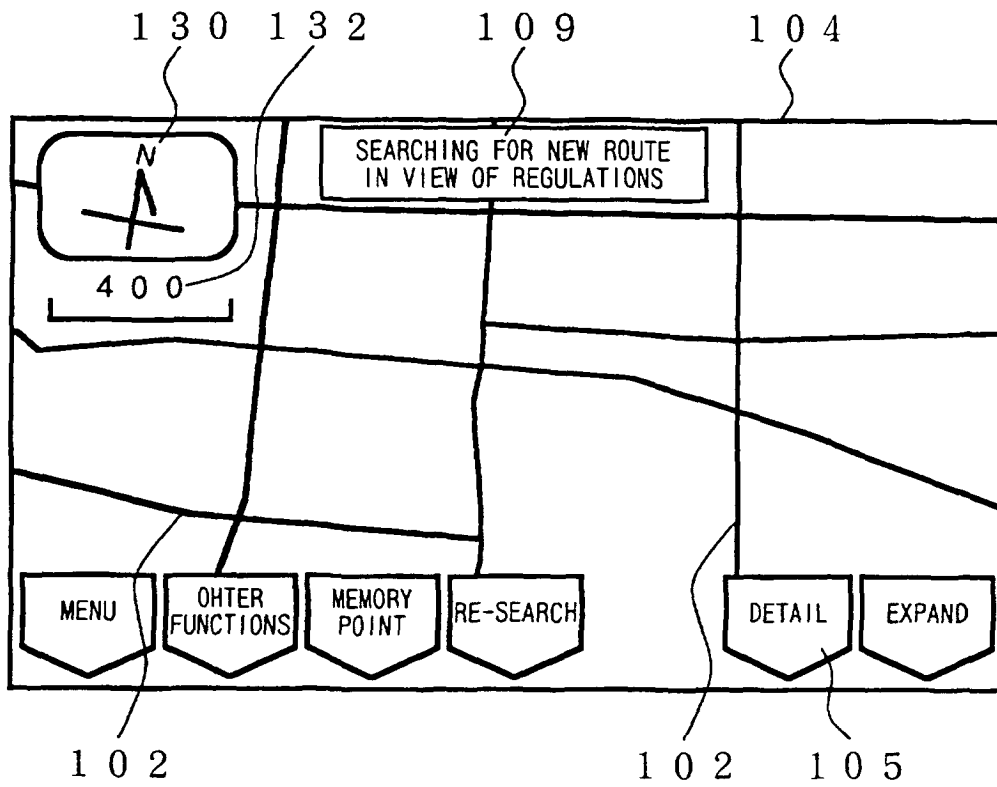 130 132 109 104
N
SEARCHING FOR NEW ROUTE
IN VIEW OF REGULATIONS
400
MENU
OHTER
FUNCTIONS
MEMORY
POINT
RE-SEARCH
DETAIL
EXPAND
102 102 105